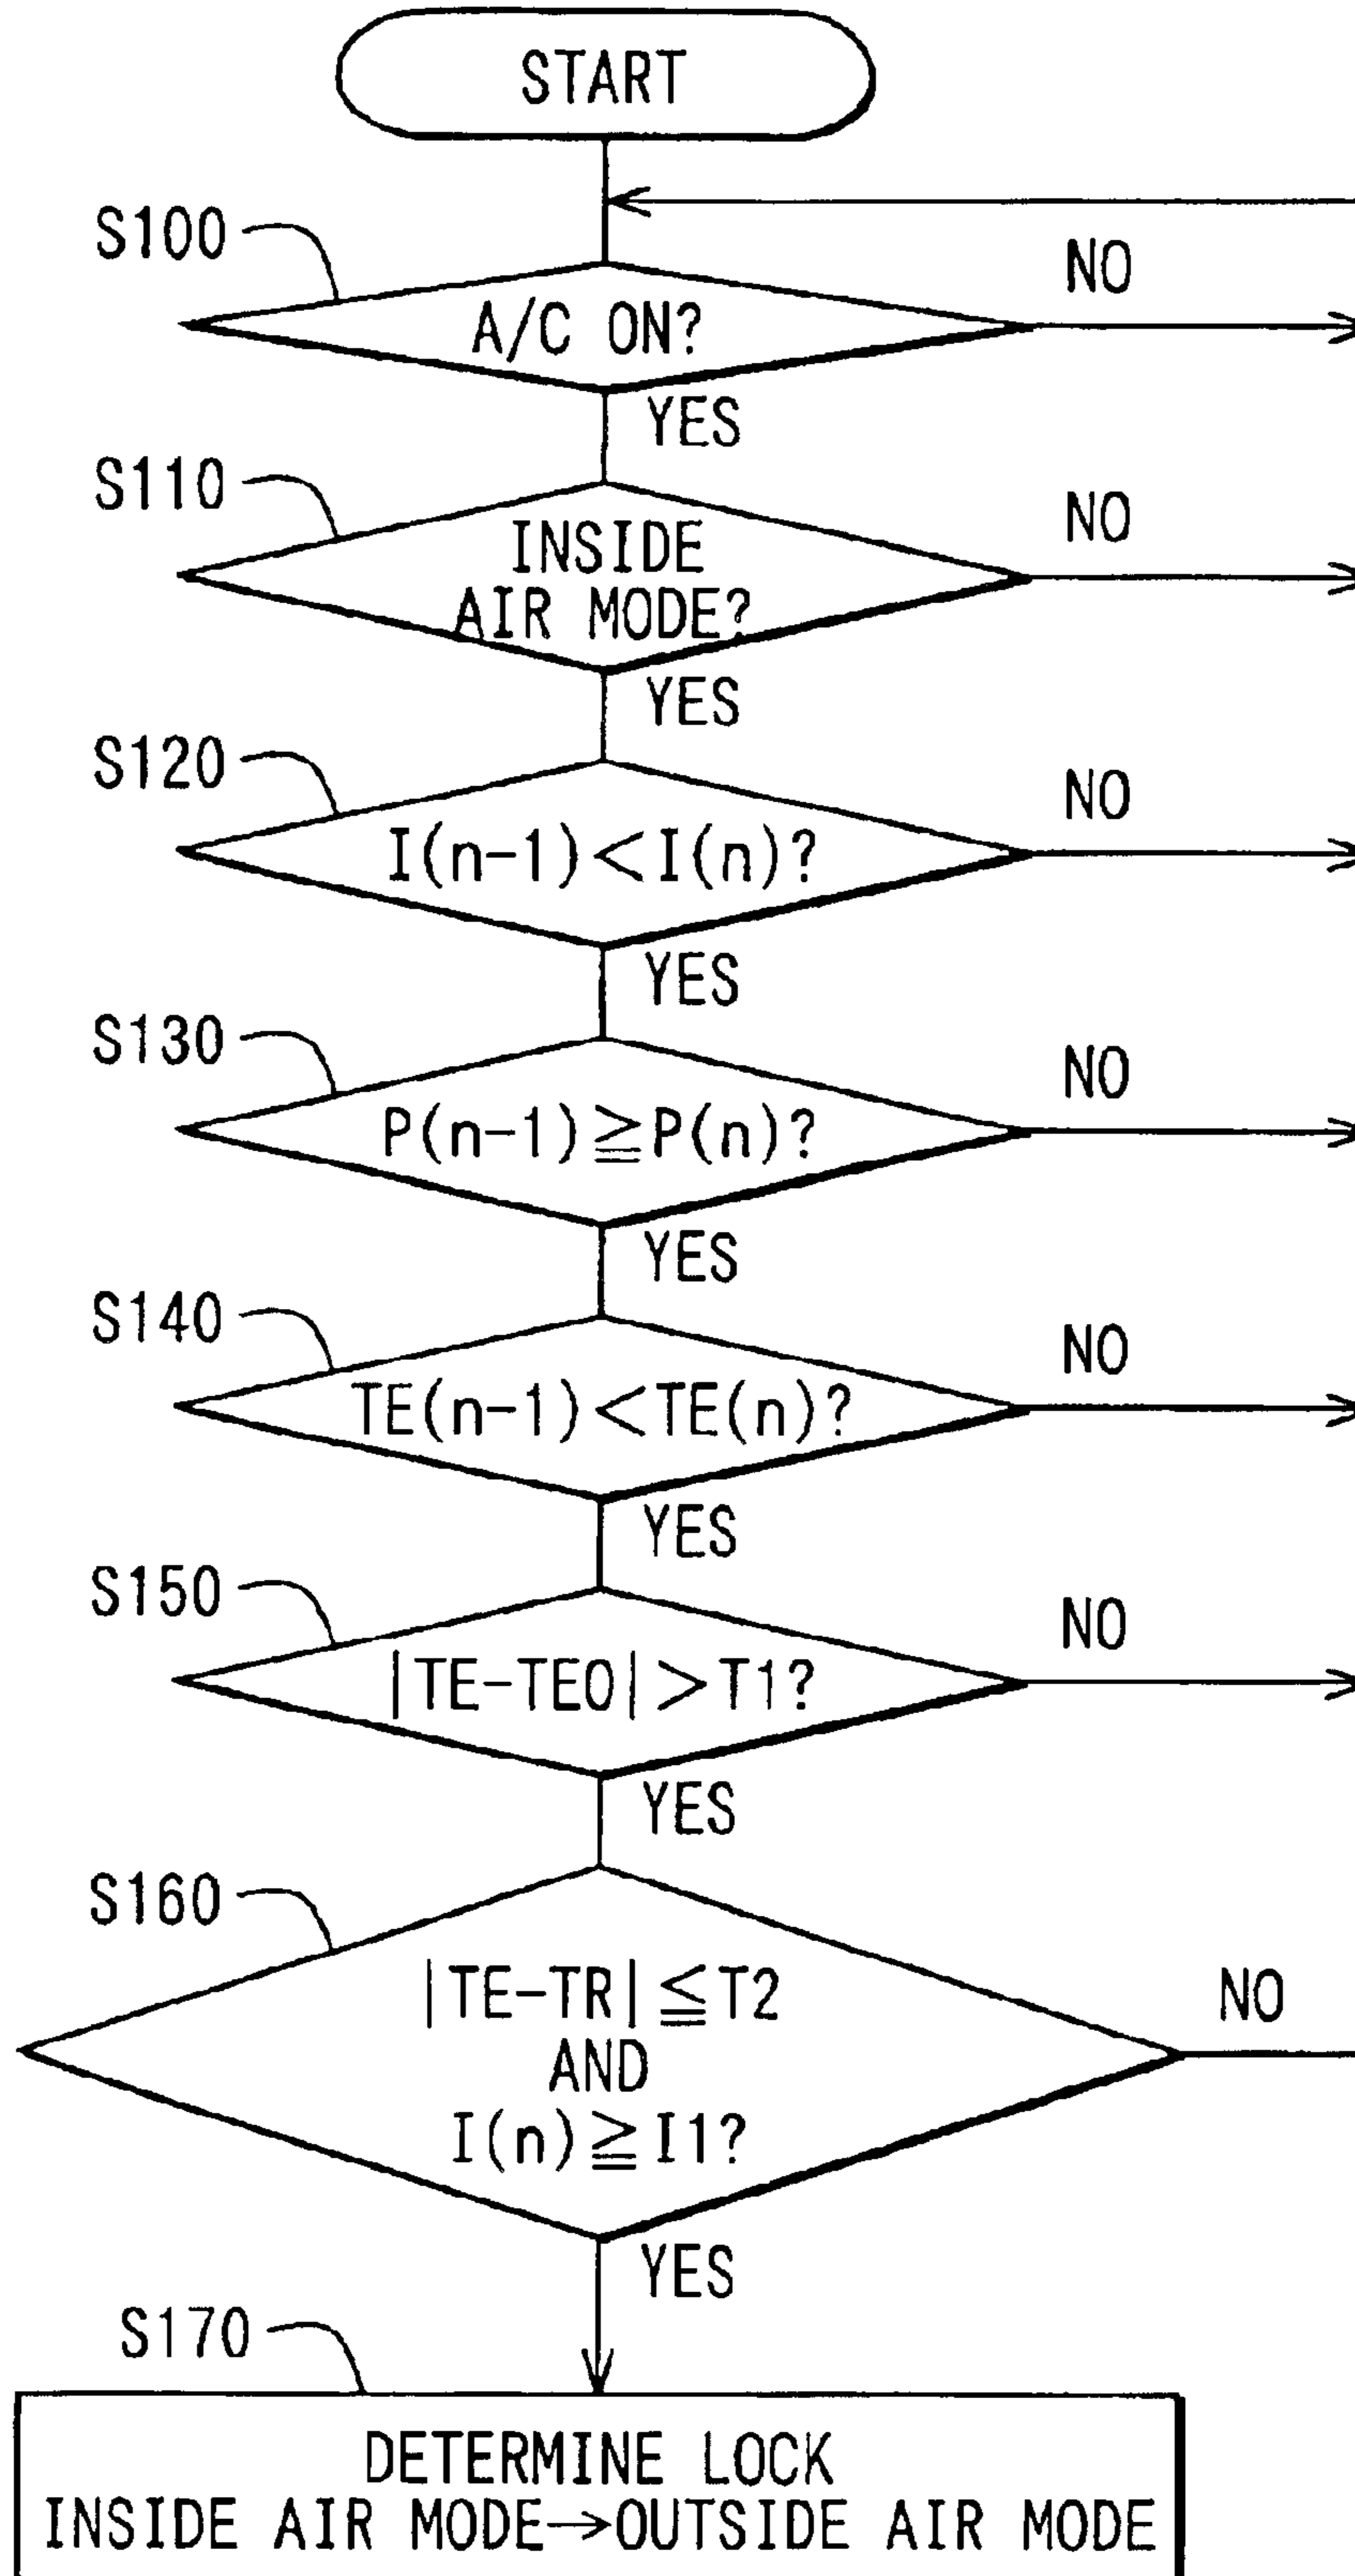 START
S100
A/C ON?
NO
YES
S110
INSIDE
AIR MODE?
NO
YES
S120
I(n-1)<I(n)?
NO
YES
S130
P(n-1)≧P(n)?
NO
YES
S140
TE(n-1)<TE(n)?
NO
YES
S150
|TE-TEO|>T1?
NO
YES
S160
|TE-TR|≦T2
AND
I(n)≧I1?
NO
YES
S170
DETERMINE LOCK
INSIDE AIR MODE→OUTSIDE AIR MODE